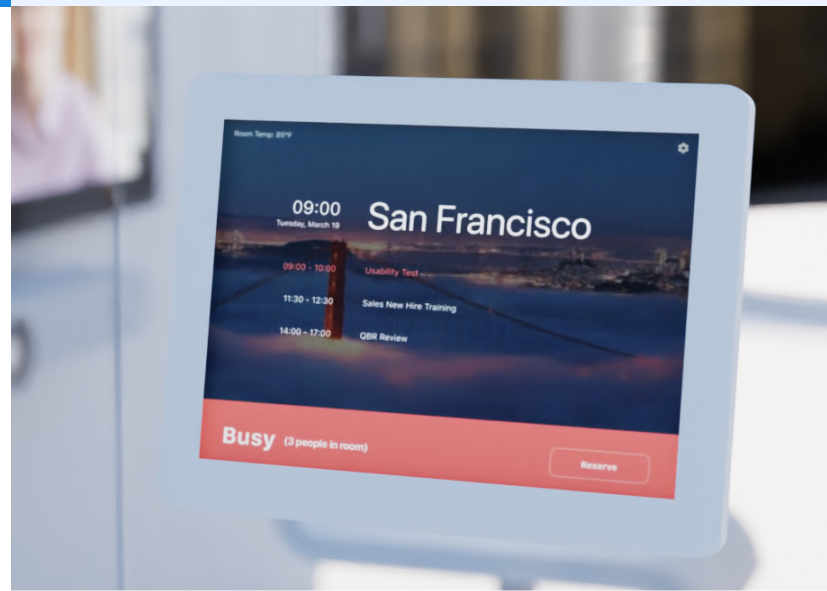 Room Temp: 85°F
09:00
Tuesday, March 19
San Francisco
09:00 - 10:00 Usability Test
11:30 - 12:30 Sales New Hire Training
14:00 - 17:00 QBR Review
Busy (3 people in room)
Reserve